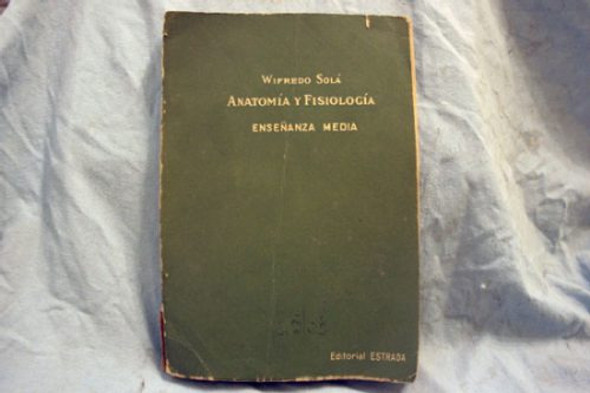 Wifredo Solá
Anatomía y Fisiología
ENSEÑANZA MEDIA
Editorial ESTRADA